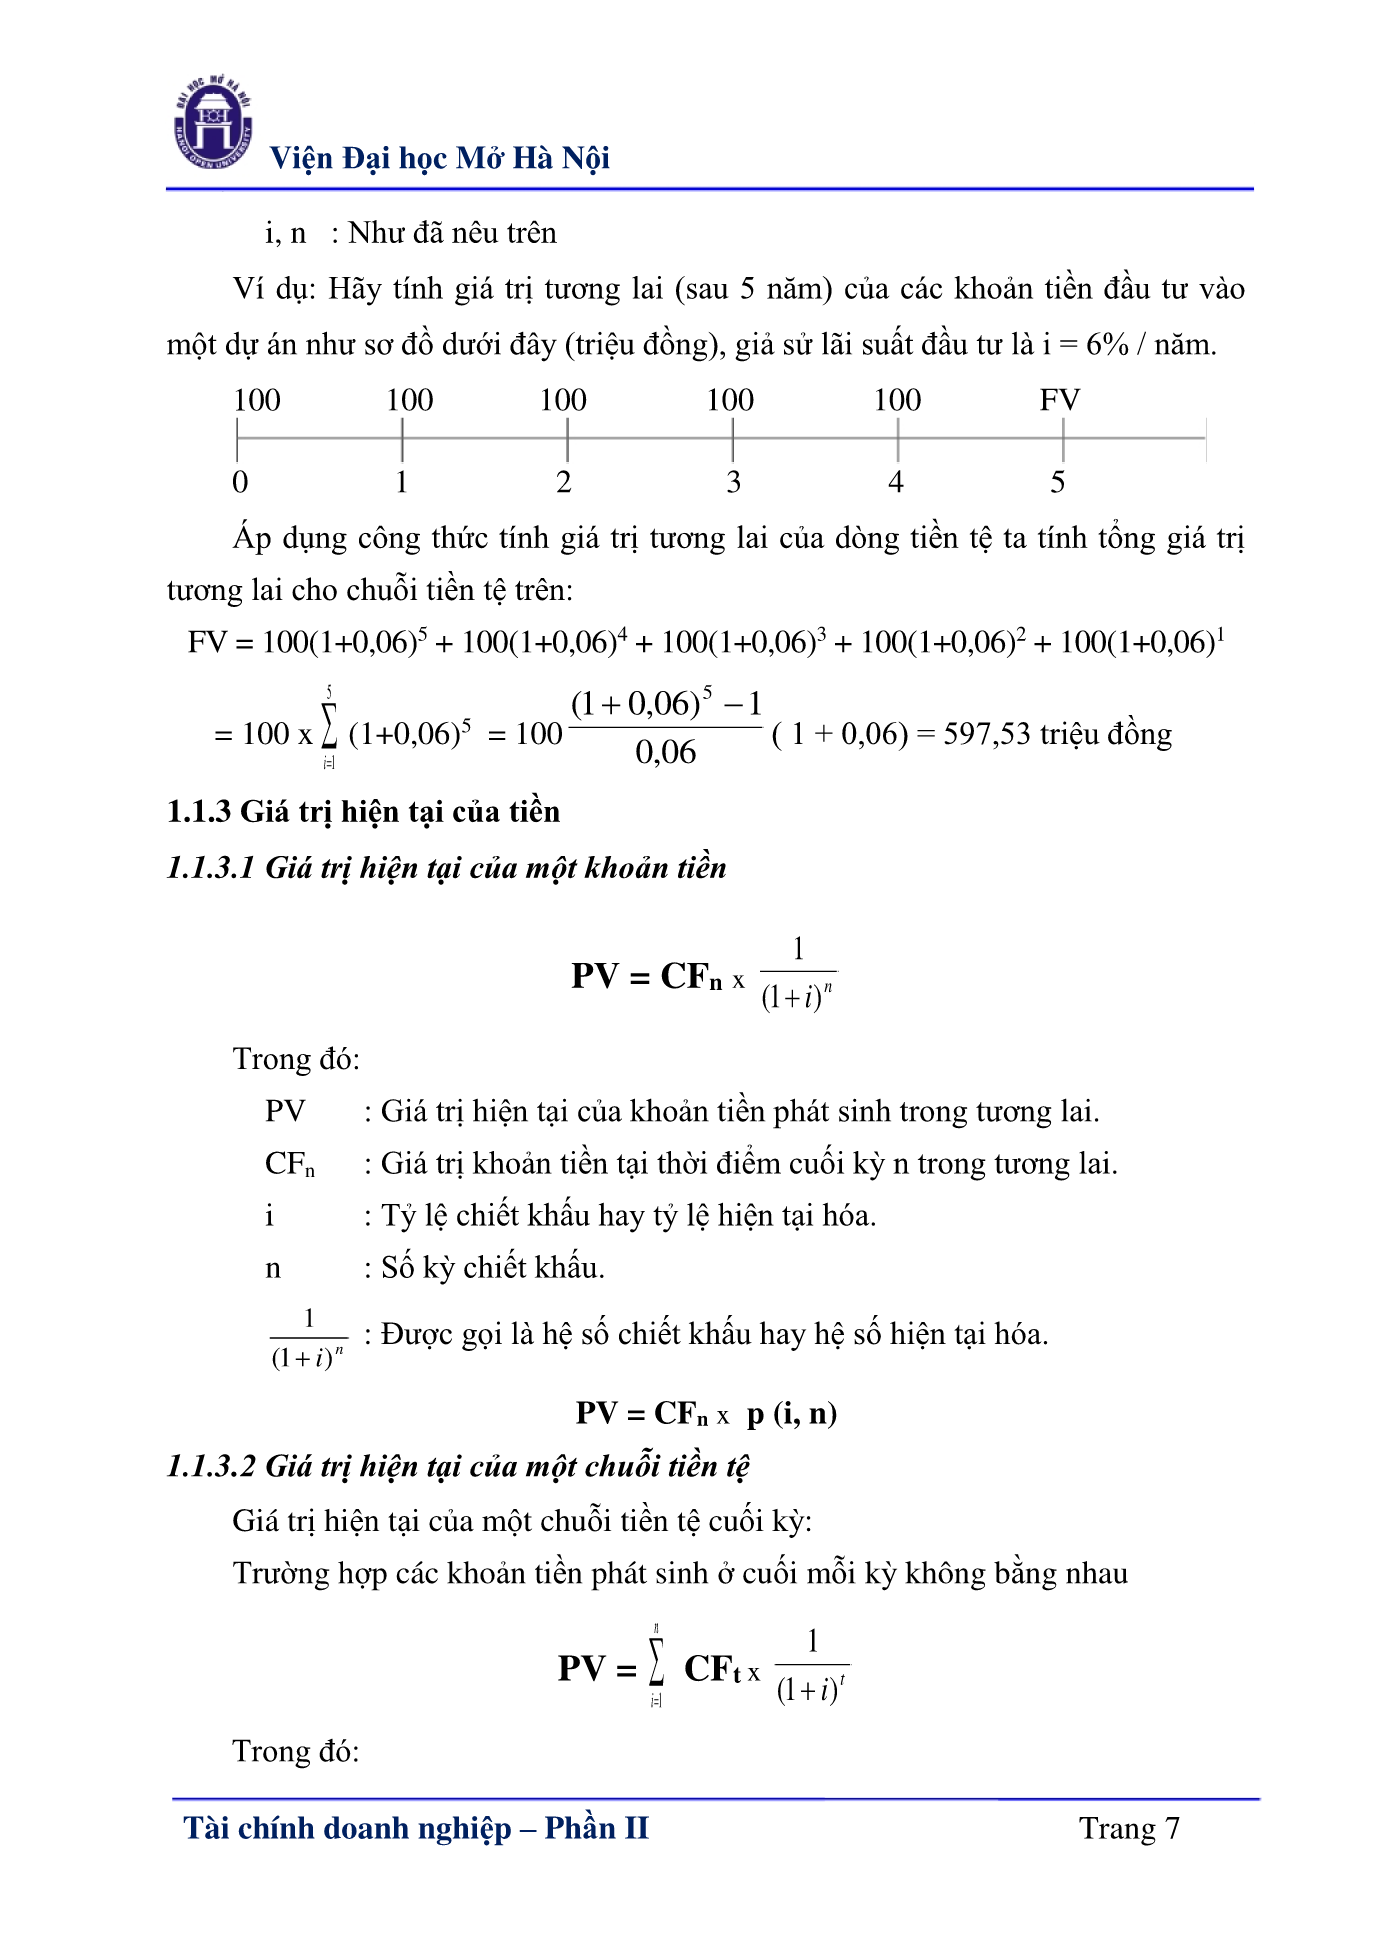 ĐẠI HỌC MỞ HÀ NỘI
HANOI OPEN UNIVERSITY
Viện Đại học Mở Hà Nội
i, n : Như đã nêu trên
Ví dụ: Hãy tính giá trị tương lai (sau 5 năm) của các khoản tiền đầu tư vào
một dự án như sơ đồ dưới đây (triệu đồng), giả sử lãi suất đầu tư là i = 6% / năm.
100 100 100 100 100 FV
0 1 2 3 4 5
Áp dụng công thức tính giá trị tương lai của dòng tiền tệ ta tính tổng giá trị
tương lai cho chuỗi tiền tệ trên:
FV = 100(1+0,06)⁵ + 100(1+0,06)⁴ + 100(1+0,06)³ + 100(1+0,06)² + 100(1+0,06)¹
= 100 x \sum_{i=1}^{5} (1+0,06)⁵ = 100 \frac{(1+0,06)^5 - 1}{0,06} ( 1 + 0,06) = 597,53 triệu đồng
1.1.3 Giá trị hiện tại của tiền
1.1.3.1 Giá trị hiện tại của một khoản tiền
PV = CFₙ x \frac{1}{(1+i)^n}
Trong đó:
PV : Giá trị hiện tại của khoản tiền phát sinh trong tương lai.
CFₙ : Giá trị khoản tiền tại thời điểm cuối kỳ n trong tương lai.
i : Tỷ lệ chiết khấu hay tỷ lệ hiện tại hóa.
n : Số kỳ chiết khấu.
\frac{1}{(1+i)^n} : Được gọi là hệ số chiết khấu hay hệ số hiện tại hóa.
PV = CFₙ x p (i, n)
1.1.3.2 Giá trị hiện tại của một chuỗi tiền tệ
Giá trị hiện tại của một chuỗi tiền tệ cuối kỳ:
Trường hợp các khoản tiền phát sinh ở cuối mỗi kỳ không bằng nhau
PV = \sum_{i=1}^{n} CFₜ x \frac{1}{(1+i)^t}
Trong đó:
Tài chính doanh nghiệp – Phần II Trang 7